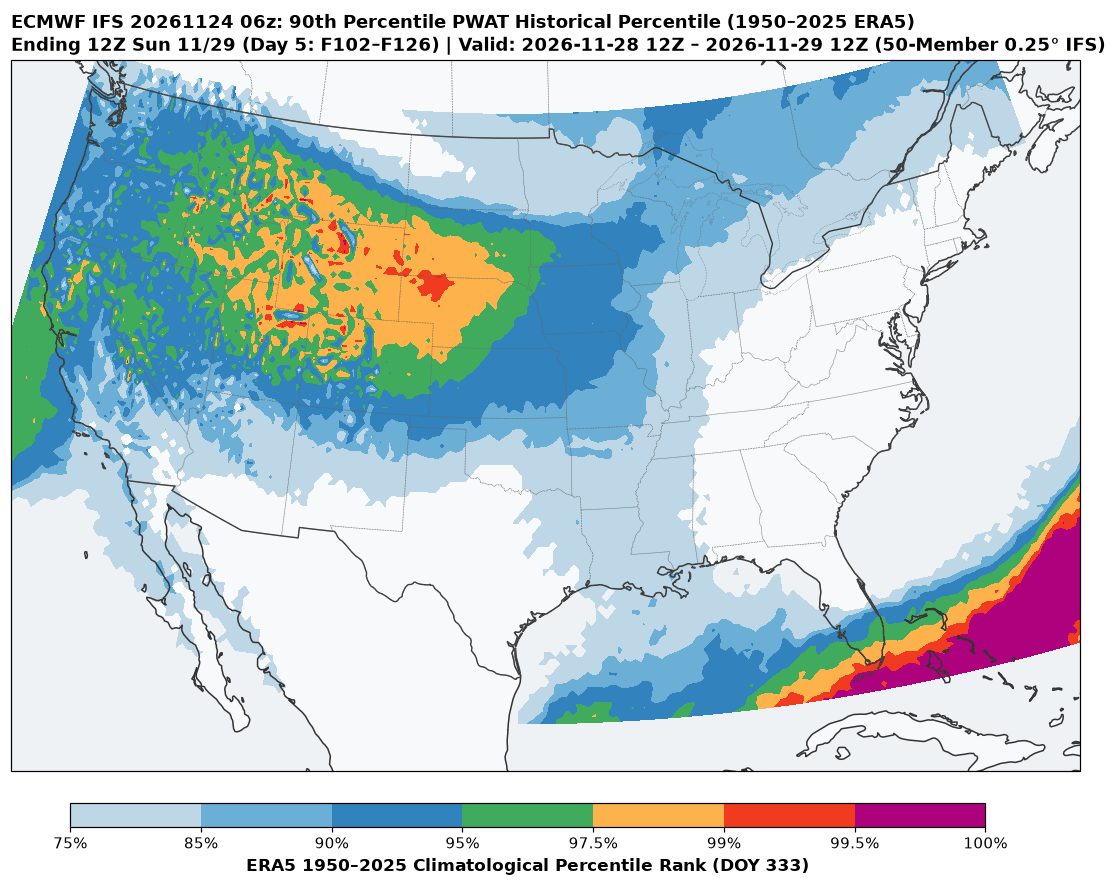 ECMWF IFS 20261124 06z: 90th Percentile PWAT Historical Percentile (1950–2025 ERA5)
Ending 12Z Sun 11/29 (Day 5: F102–F126) | Valid: 2026-11-28 12Z – 2026-11-29 12Z (50-Member 0.25° IFS)
75% 85% 90% 95% 97.5% 99% 99.5% 100%
ERA5 1950–2025 Climatological Percentile Rank (DOY 333)